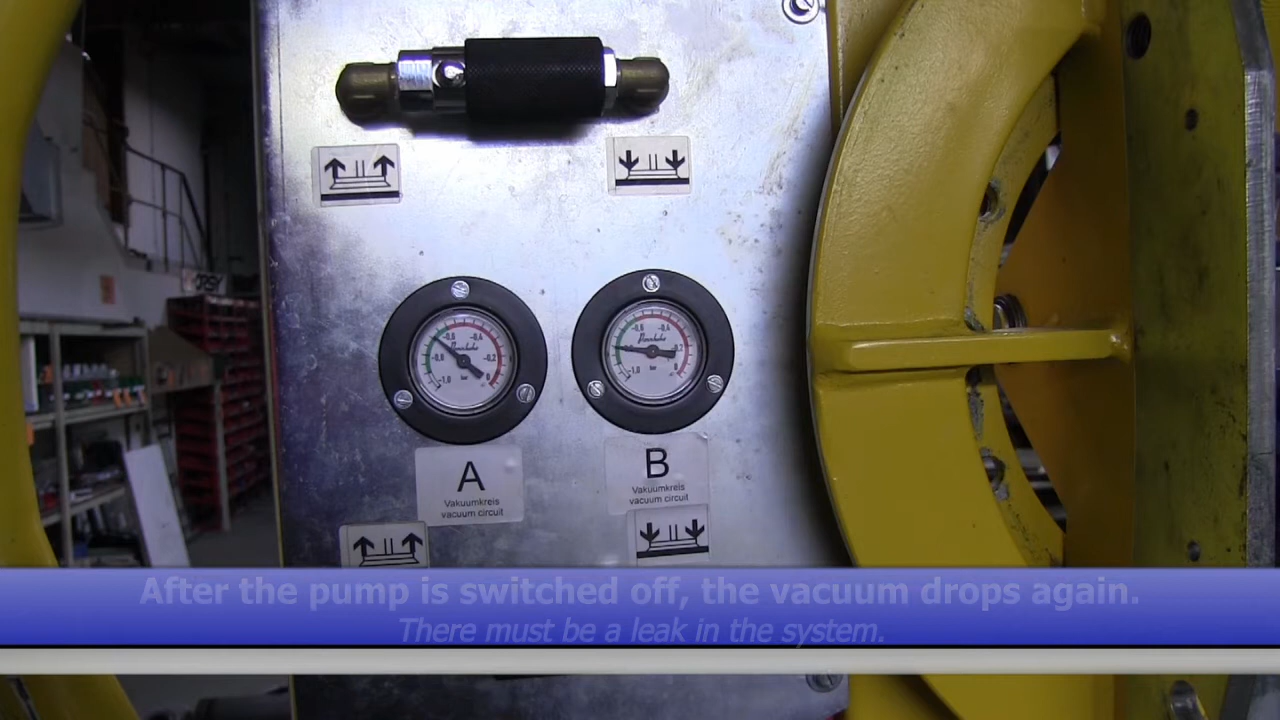 -0,6 -0,4
-0,8 -0,2
bar
-1,0 0
-0,6 -0,4
-0,2
bar
-1,0 0
A
Vakuumkreis
vacuum circuit
B
Vakuumkreis
vacuum circuit
After the pump is switched off, the vacuum drops again.
There must be a leak in the system.